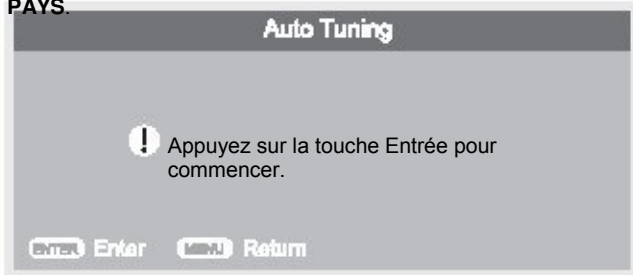 PAYS.
Auto Tuning
! Appuyez sur la touche Entrée pour
commencer.
ENTER Enter MENU Return